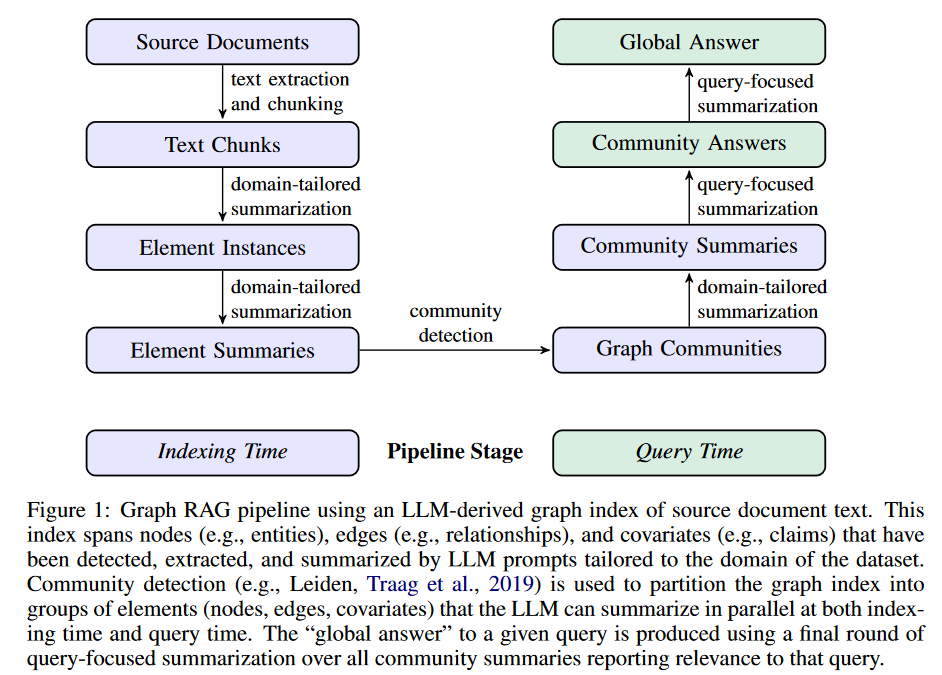 Source Documents
text extraction
and chunking
Text Chunks
domain-tailored
summarization
Element Instances
domain-tailored
summarization
Element Summaries
community
detection
Global Answer
query-focused
summarization
Community Answers
query-focused
summarization
Community Summaries
domain-tailored
summarization
Graph Communities
Indexing Time
Pipeline Stage
Query Time
Figure 1: Graph RAG pipeline using an LLM-derived graph index of source document text. This
index spans nodes (e.g., entities), edges (e.g., relationships), and covariates (e.g., claims) that have
been detected, extracted, and summarized by LLM prompts tailored to the domain of the dataset.
Community detection (e.g., Leiden, Traag et al., 2019) is used to partition the graph index into
groups of elements (nodes, edges, covariates) that the LLM can summarize in parallel at both index-
ing time and query time. The “global answer” to a given query is produced using a final round of
query-focused summarization over all community summaries reporting relevance to that query.